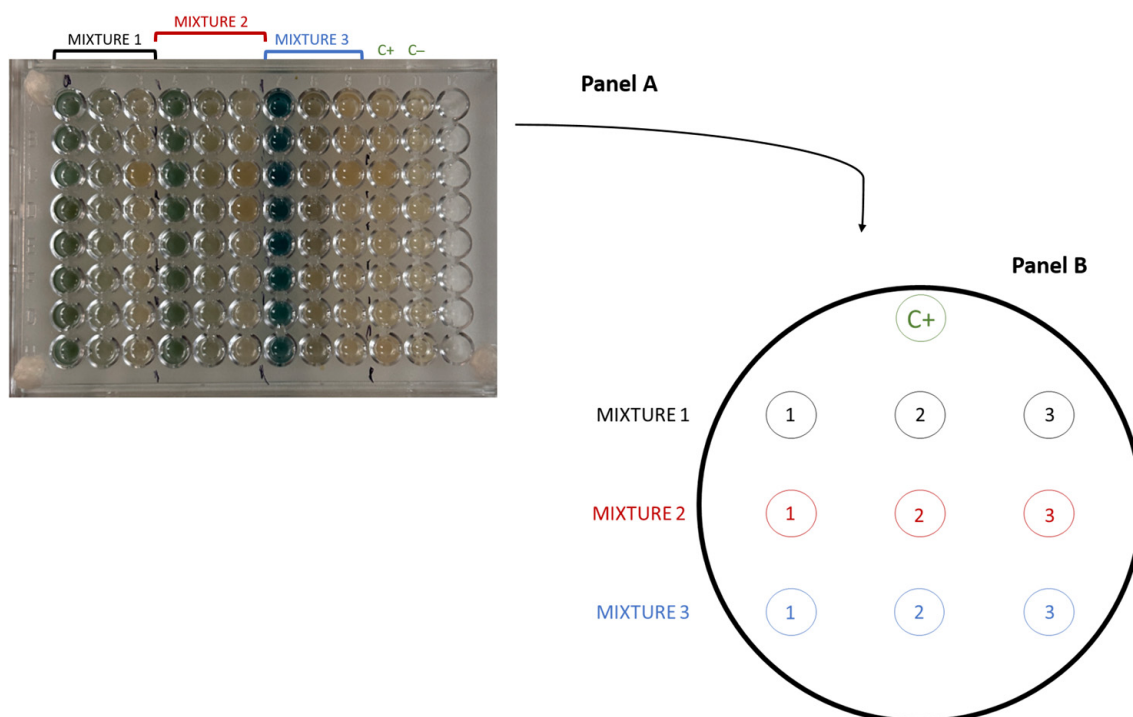 MIXTURE 1
MIXTURE 2
MIXTURE 3
C+ C–
Panel A
Panel B
C+
MIXTURE 1 1 2 3
MIXTURE 2 1 2 3
MIXTURE 3 1 2 3